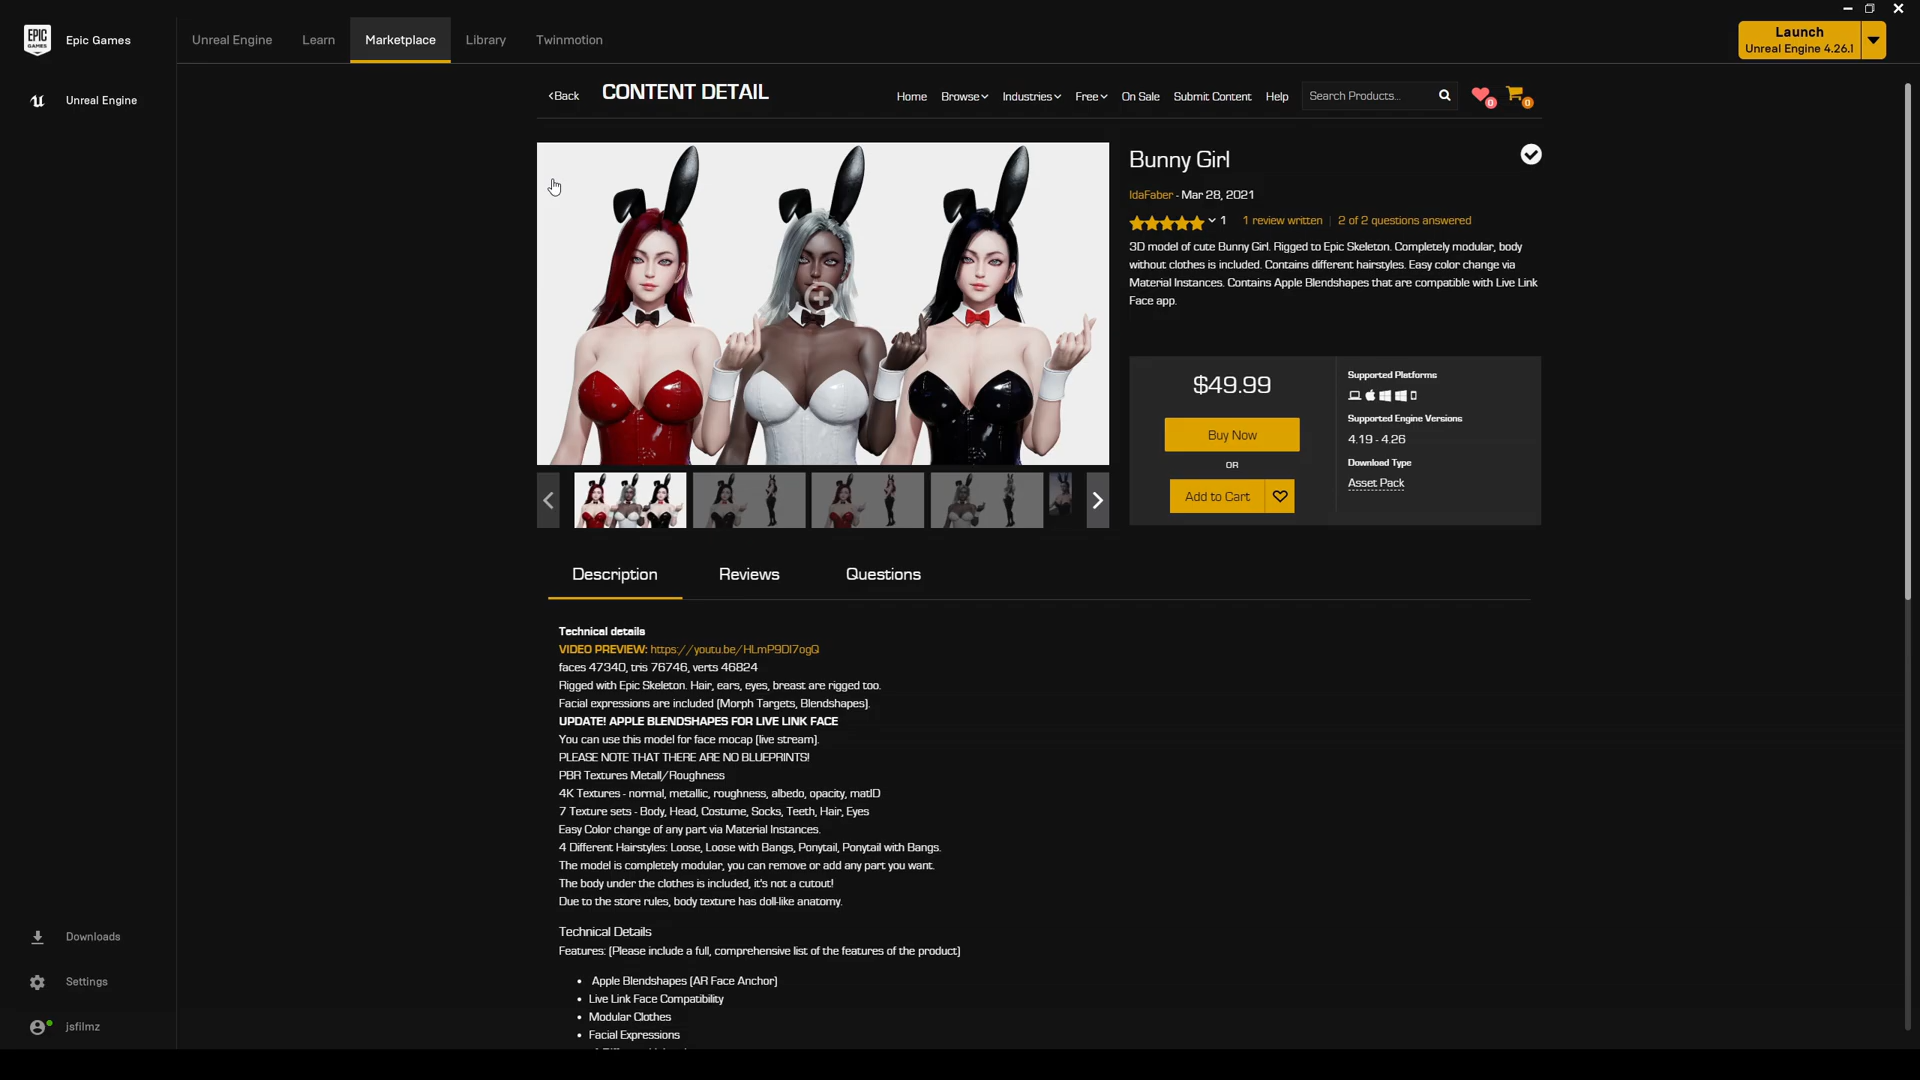 EPIC GAMES
Epic Games
Unreal Engine
Learn
Marketplace
Library
Twinmotion
Launch
Unreal Engine 4.26.1
Unreal Engine
Back
CONTENT DETAIL
Home
Browse
Industries
Free
On Sale
Submit Content
Help
Search Products...
0
0
Bunny Girl
IdaFaber - Mar 28, 2021
1
1 review written
2 of 2 questions answered
3D model of cute Bunny Girl. Rigged to Epic Skeleton. Completely modular, body
without clothes is included. Contains different hairstyles. Easy color change via
Material Instances. Contains Apple Blendshapes that are compatible with Live Link
Face app.
$49.99
Buy Now
OR
Add to Cart
Supported Platforms
Supported Engine Versions
4.19 - 4.26
Download Type
Asset Pack
Description
Reviews
Questions
Technical details
VIDEO PREVIEW: https://youtu.be/HLmP9Dl7ogQ
faces 47340, tris 76746, verts 46824
Rigged with Epic Skeleton. Hair, ears, eyes, breast are rigged too.
Facial expressions are included (Morph Targets, Blendshapes).
UPDATE! APPLE BLENDSHAPES FOR LIVE LINK FACE
You can use this model for face mocap (live stream).
PLEASE NOTE THAT THERE ARE NO BLUEPRINTS!
PBR Textures Metall/Roughness
4K Textures - normal, metallic, roughness, albedo, opacity, matID
7 Texture sets - Body, Head, Costume, Socks, Teeth, Hair, Eyes
Easy Color change of any part via Material Instances.
4 Different Hairstyles: Loose, Loose with Bangs, Ponytail, Ponytail with Bangs.
The model is completely modular, you can remove or add any part you want.
The body under the clothes is included, it's not a cutout!
Due to the store rules, body texture has doll-like anatomy.
Technical Details
Features: (Please include a full, comprehensive list of the features of the product)
Apple Blendshapes (AR Face Anchor)
Live Link Face Compatibility
Modular Clothes
Facial Expressions
Downloads
Settings
jsfilmz